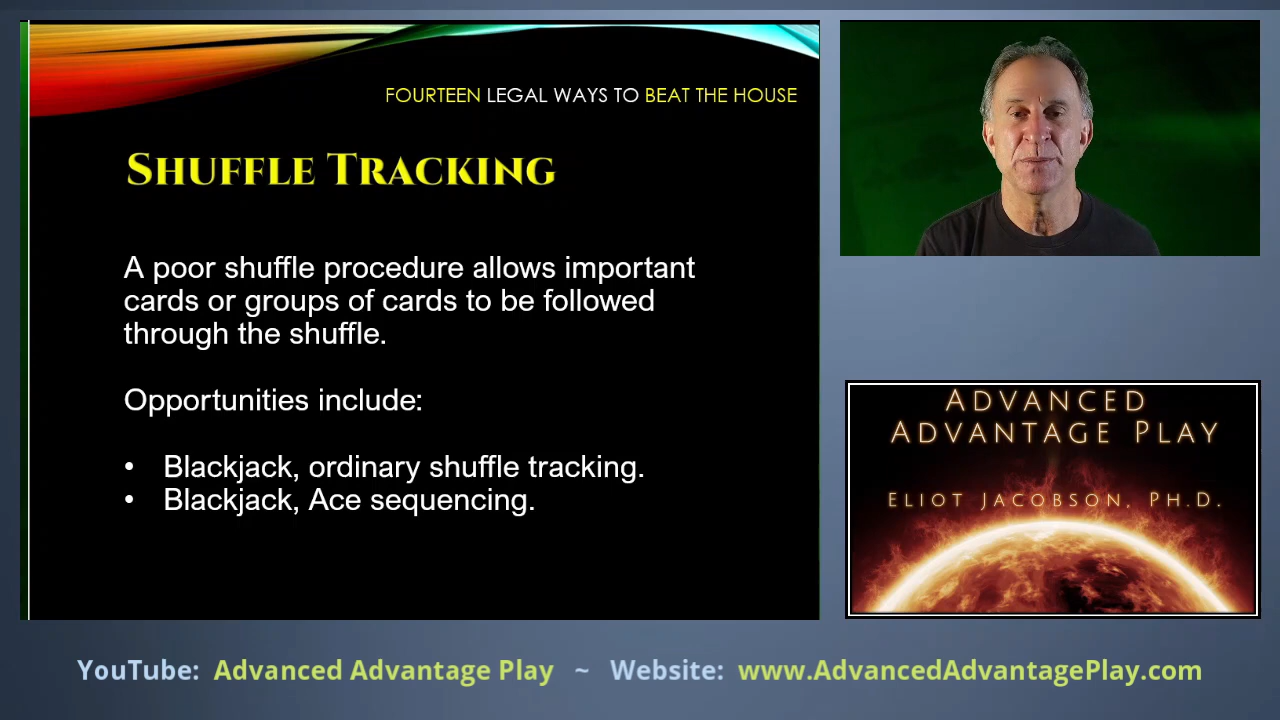 FOURTEEN LEGAL WAYS TO BEAT THE HOUSE
SHUFFLE TRACKING
A poor shuffle procedure allows important
cards or groups of cards to be followed
through the shuffle.
Opportunities include:
• Blackjack, ordinary shuffle tracking.
• Blackjack, Ace sequencing.
ADVANCED
ADVANTAGE PLAY
ELIOT JACOBSON, PH.D.
YouTube: Advanced Advantage Play ~ Website: www.AdvancedAdvantagePlay.com